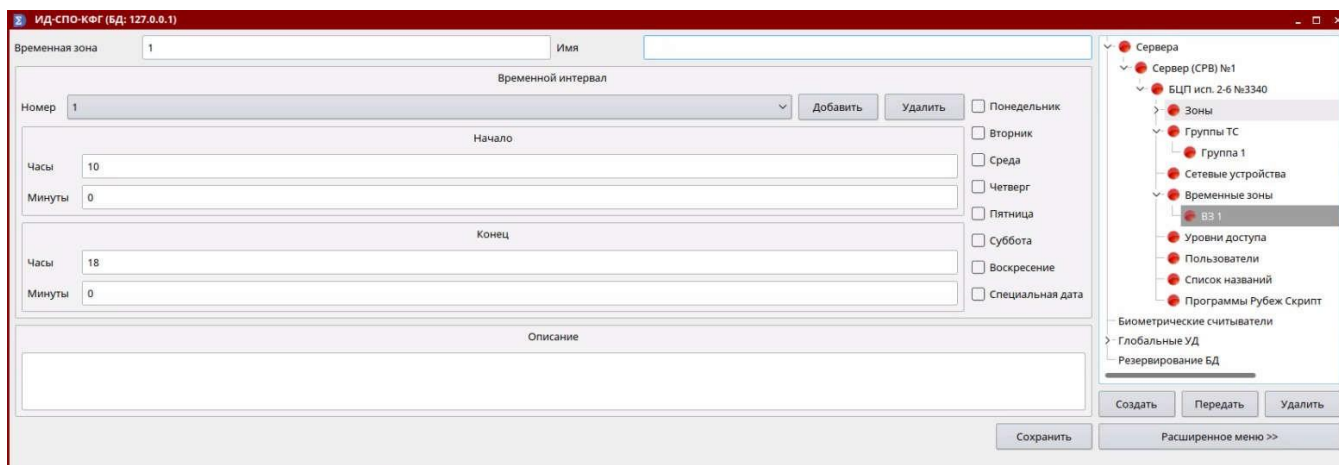 ИД-СПО-КФГ (БД: 127.0.0.1)
Временная зона 1 Имя
Временной интервал
Номер 1 Добавить Удалить
Начало
Часы 10
Минуты 0
Конец
Часы 18
Минуты 0
Понедельник
Вторник
Среда
Четверг
Пятница
Суббота
Воскресение
Специальная дата
Описание
Сохранить
Сервера
Сервер (СРВ) №1
БЦП исп. 2-6 №3340
Зоны
Группы ТС
Группа 1
Сетевые устройства
Временные зоны
ВЗ 1
Уровни доступа
Пользователи
Список названий
Программы Рубеж Скрипт
Биометрические считыватели
Глобальные УД
Резервирование БД
Создать Передать Удалить
Расширенное меню >>